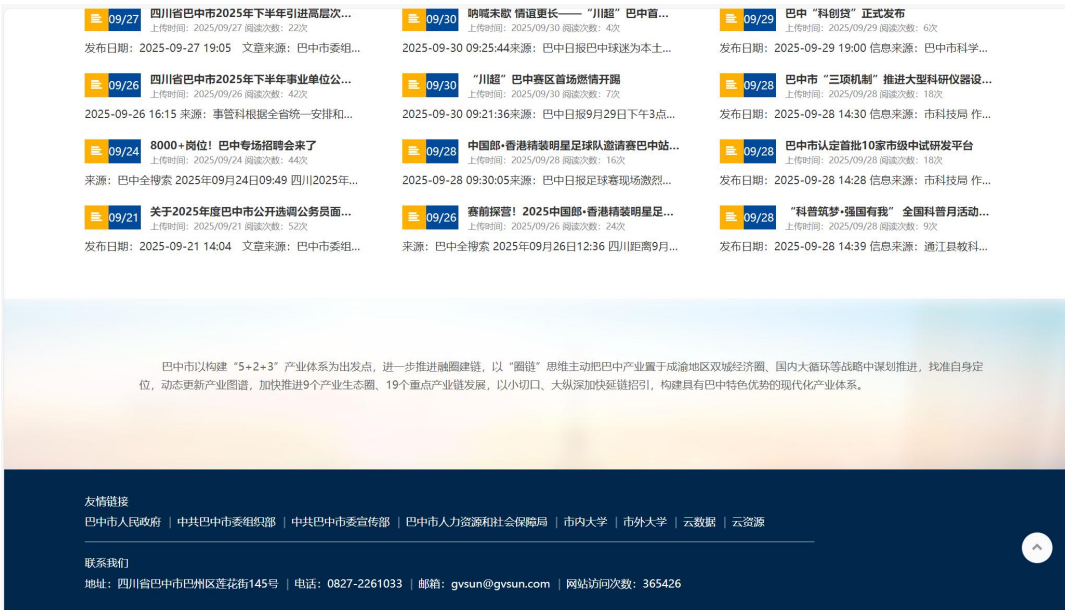 09/27 四川省巴中市2025年下半年引进高层次...
上传时间：2025/09/27 阅读次数：22次
发布日期：2025-09-27 19:05 文章来源：巴中市委组...
09/26 四川省巴中市2025年下半年事业单位公...
上传时间：2025/09/26 阅读次数：42次
2025-09-26 16:15 来源：事管科根据全省统一安排和...
09/24 8000+岗位！巴中专场招聘会来了
上传时间：2025/09/24 阅读次数：44次
来源：巴中全搜索 2025年09月24日09:49 四川2025年...
09/21 关于2025年度巴中市公开选调公务员面...
上传时间：2025/09/21 阅读次数：52次
发布日期：2025-09-21 14:04 文章来源：巴中市委组...
09/30 呐喊未歇 情谊更长——“川超”巴中首...
上传时间：2025/09/30 阅读次数：4次
2025-09-30 09:25:44来源：巴中日报巴中球迷为本土...
09/30 “川超”巴中赛区首场燃情开踢
上传时间：2025/09/30 阅读次数：7次
2025-09-30 09:21:36来源：巴中日报9月29日下午3点...
09/28 中国郎•香港精装明星足球队邀请赛巴中站...
上传时间：2025/09/28 阅读次数：16次
2025-09-28 09:30:05来源：巴中日报足球赛现场激烈...
09/26 赛前探营！2025中国郎•香港精装明星足...
上传时间：2025/09/26 阅读次数：24次
来源：巴中全搜索 2025年09月26日12:36 四川距离9月...
09/29 巴中“科创贷”正式发布
上传时间：2025/09/29 阅读次数：6次
发布日期：2025-09-29 19:00 信息来源：巴中市科学...
09/28 巴中市“三项机制”推进大型科研仪器设...
上传时间：2025/09/28 阅读次数：18次
发布日期：2025-09-28 14:30 信息来源：市科技局 作...
09/28 巴中市认定首批10家市级中试研发平台
上传时间：2025/09/28 阅读次数：18次
发布日期：2025-09-28 14:28 信息来源：市科技局 作...
09/28 “科普筑梦•强国有我” 全国科普月活动...
上传时间：2025/09/28 阅读次数：9次
发布日期：2025-09-28 14:39 信息来源：通江县教科...
巴中市以构建“5+2+3”产业体系为出发点，进一步推进融圈建链，以“圈链”思维主动把巴中产业置于成渝地区双城经济圈、国内大循环等战略中谋划推进，找准自身定
位，动态更新产业图谱，加快推进9个产业生态圈、19个重点产业链发展，以小切口、大纵深加快延链招引，构建具有巴中特色优势的现代化产业体系。
友情链接
巴中市人民政府 | 中共巴中市委组织部 | 中共巴中市委宣传部 | 巴中市人力资源和社会保障局 | 市内大学 | 市外大学 | 云数据 | 云资源
联系我们
地址：四川省巴中市巴州区莲花街145号 | 电话：0827-2261033 | 邮箱：gvsun@gvsun.com | 网站访问次数：365426